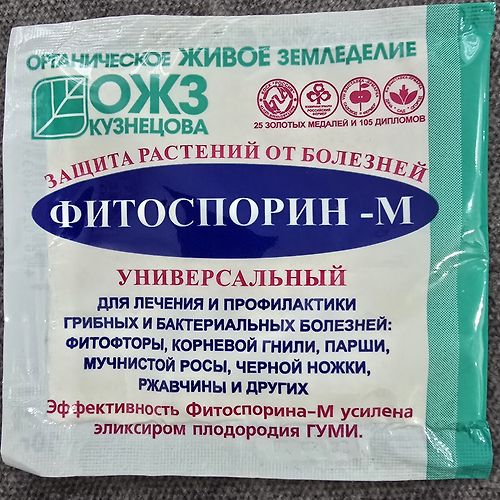 ОРГАНИЧЕСКОЕ ЖИВОЕ ЗЕМЛЕДЕЛИЕ
ОЖЗ
КУЗНЕЦОВА
25 ЗОЛОТЫХ МЕДАЛЕЙ И 105 ДИПЛОМОВ
ЗАЩИТА РАСТЕНИЙ ОТ БОЛЕЗНЕЙ
ФИТОСПОРИН -М
УНИВЕРСАЛЬНЫЙ
ДЛЯ ЛЕЧЕНИЯ И ПРОФИЛАКТИКИ
ГРИБНЫХ И БАКТЕРИАЛЬНЫХ БОЛЕЗНЕЙ:
ФИТОФТОРЫ, КОРНЕВОЙ ГНИЛИ, ПАРШИ,
МУЧНИСТОЙ РОСЫ, ЧЕРНОЙ НОЖКИ,
РЖАВЧИНЫ И ДРУГИХ
Эффективность Фитоспорина-М усилена
эликсиром плодородия ГУМИ.